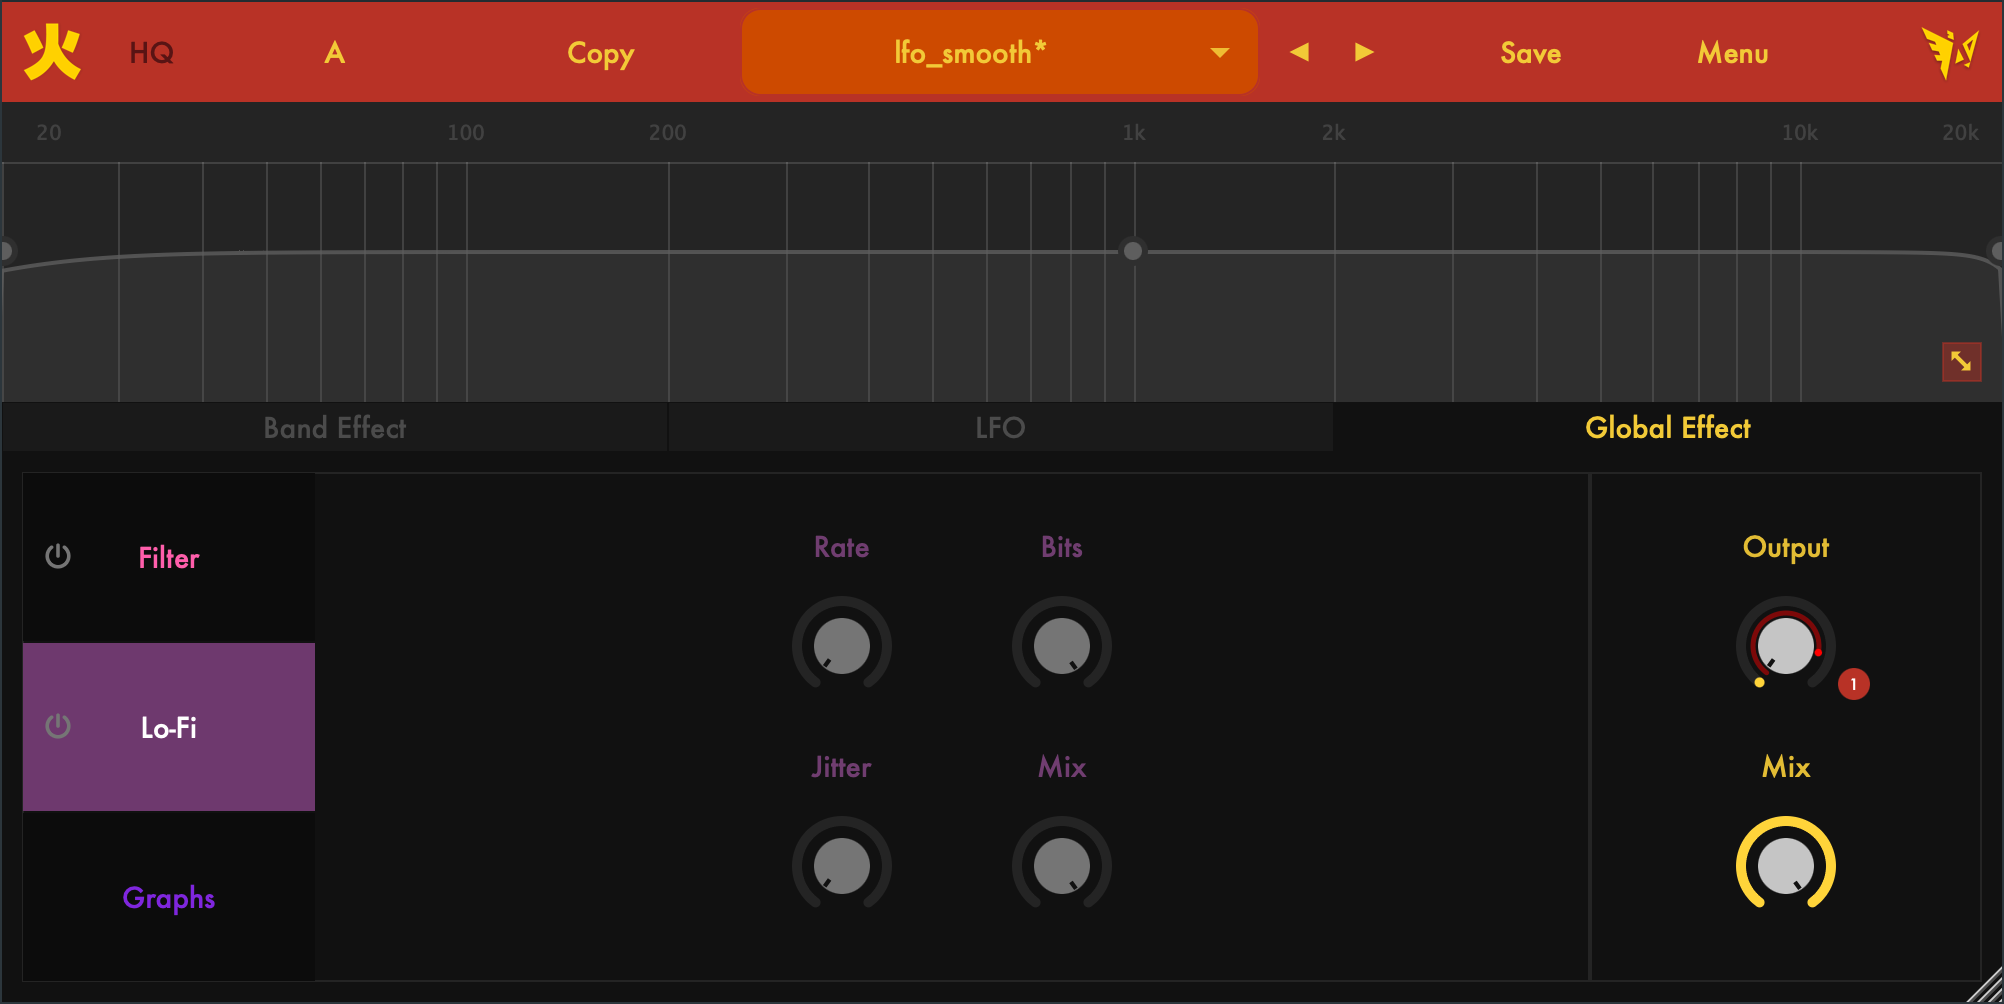 火 HQ A Copy lfo_smooth* Save Menu
20 100 200 1k 2k 10k 20k
Band Effect LFO Global Effect
Filter
Lo-Fi
Graphs
Rate Bits
Jitter Mix
Output
1
Mix